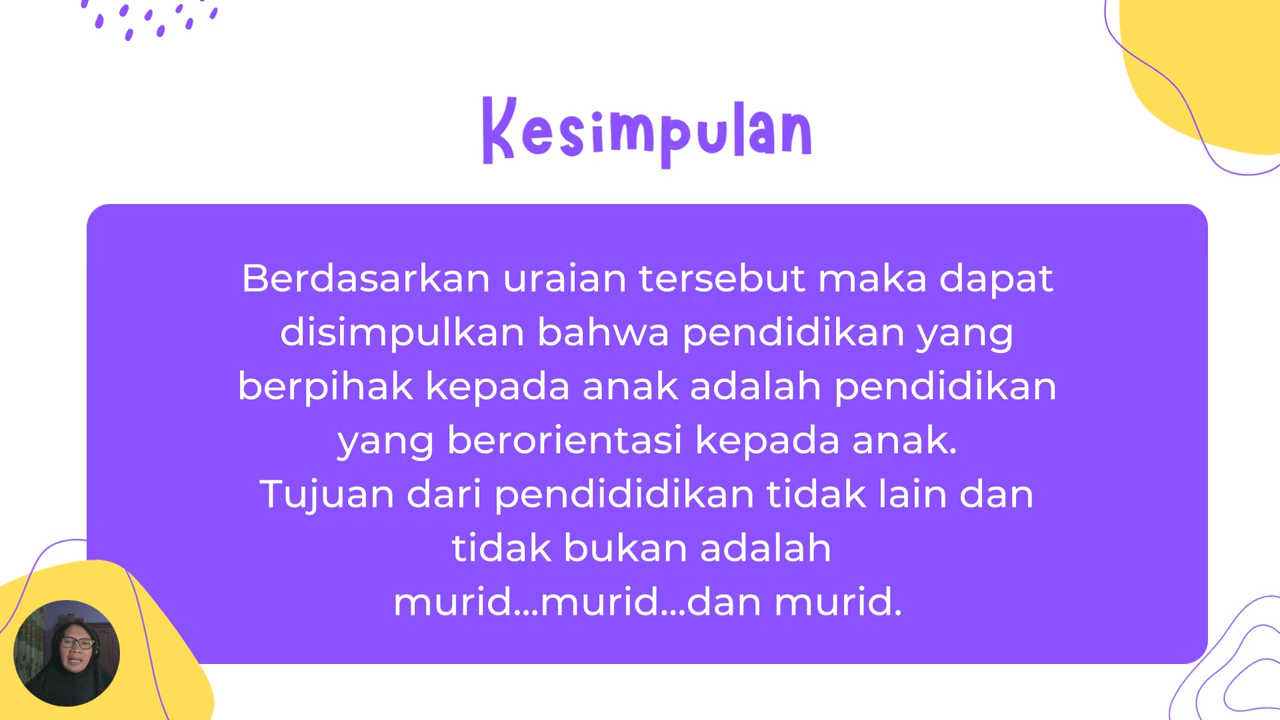 Kesimpulan
Berdasarkan uraian tersebut maka dapat
disimpulkan bahwa pendidikan yang
berpihak kepada anak adalah pendidikan
yang berorientasi kepada anak.
Tujuan dari pendididikan tidak lain dan
tidak bukan adalah
murid...murid...dan murid.